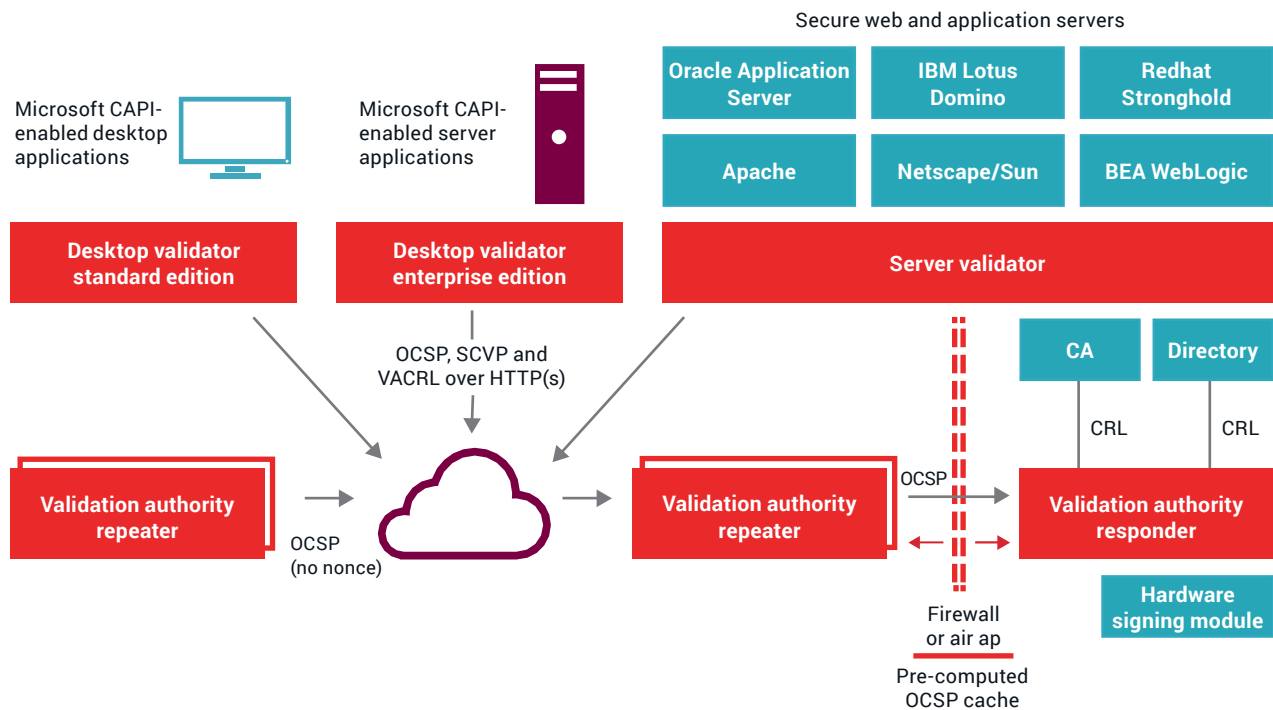 Secure web and application servers
Microsoft CAPI-
enabled desktop
applications
Microsoft CAPI-
enabled server
applications
Oracle Application
Server
IBM Lotus
Domino
Redhat
Stronghold
Apache
Netscape/Sun
BEA WebLogic
Desktop validator
standard edition
Desktop validator
enterprise edition
Server validator
OCSP, SCVP and
VACRL over HTTP(s)
CA
Directory
CRL
CRL
Validation authority
repeater
OCSP
(no nonce)
Validation authority
repeater
OCSP
Validation authority
responder
Hardware
signing module
Firewall
or air ap
Pre-computed
OCSP cache